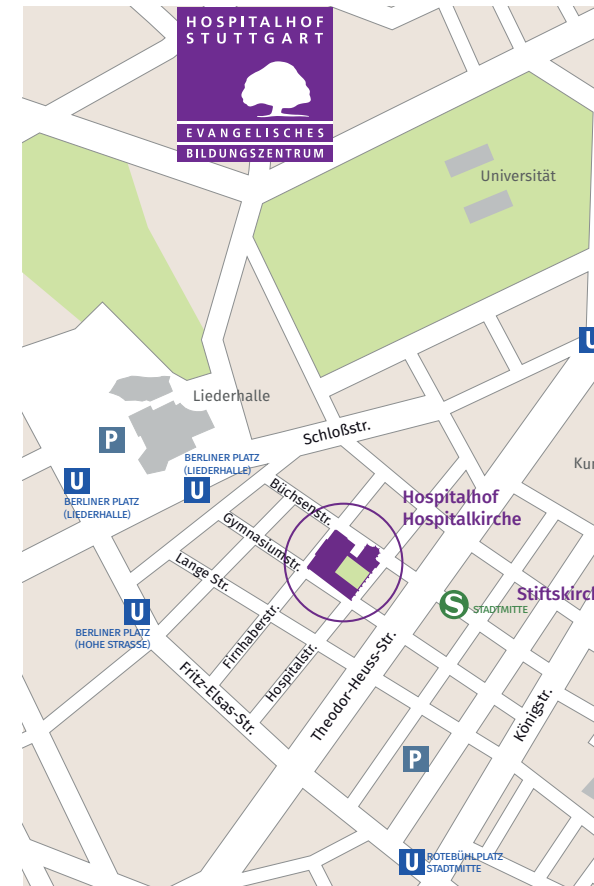 HOSPITALHOF
STUTTGART
EVANGELISCHES
BILDUNGSZENTRUM
Universität
U
Liederhalle
Schloßstr.
P
BERLINER PLATZ
(LIEDERHALLE)
U
U
BERLINER PLATZ
(LIEDERHALLE)
Kur
Büchsenstr.
Hospitalhof
Hospitalkirche
Gymnasiumstr.
Lange Str.
S
STADTMITTE
Stiftskirch
U
BERLINER PLATZ
(HOHE STRASSE)
Firnhaberstr.
Hospitalstr.
Theodor-Heuss-Str.
Fritz-Elsas-Str.
Königstr.
P
U
ROTEBÜHLPLATZ
STADTMITTE